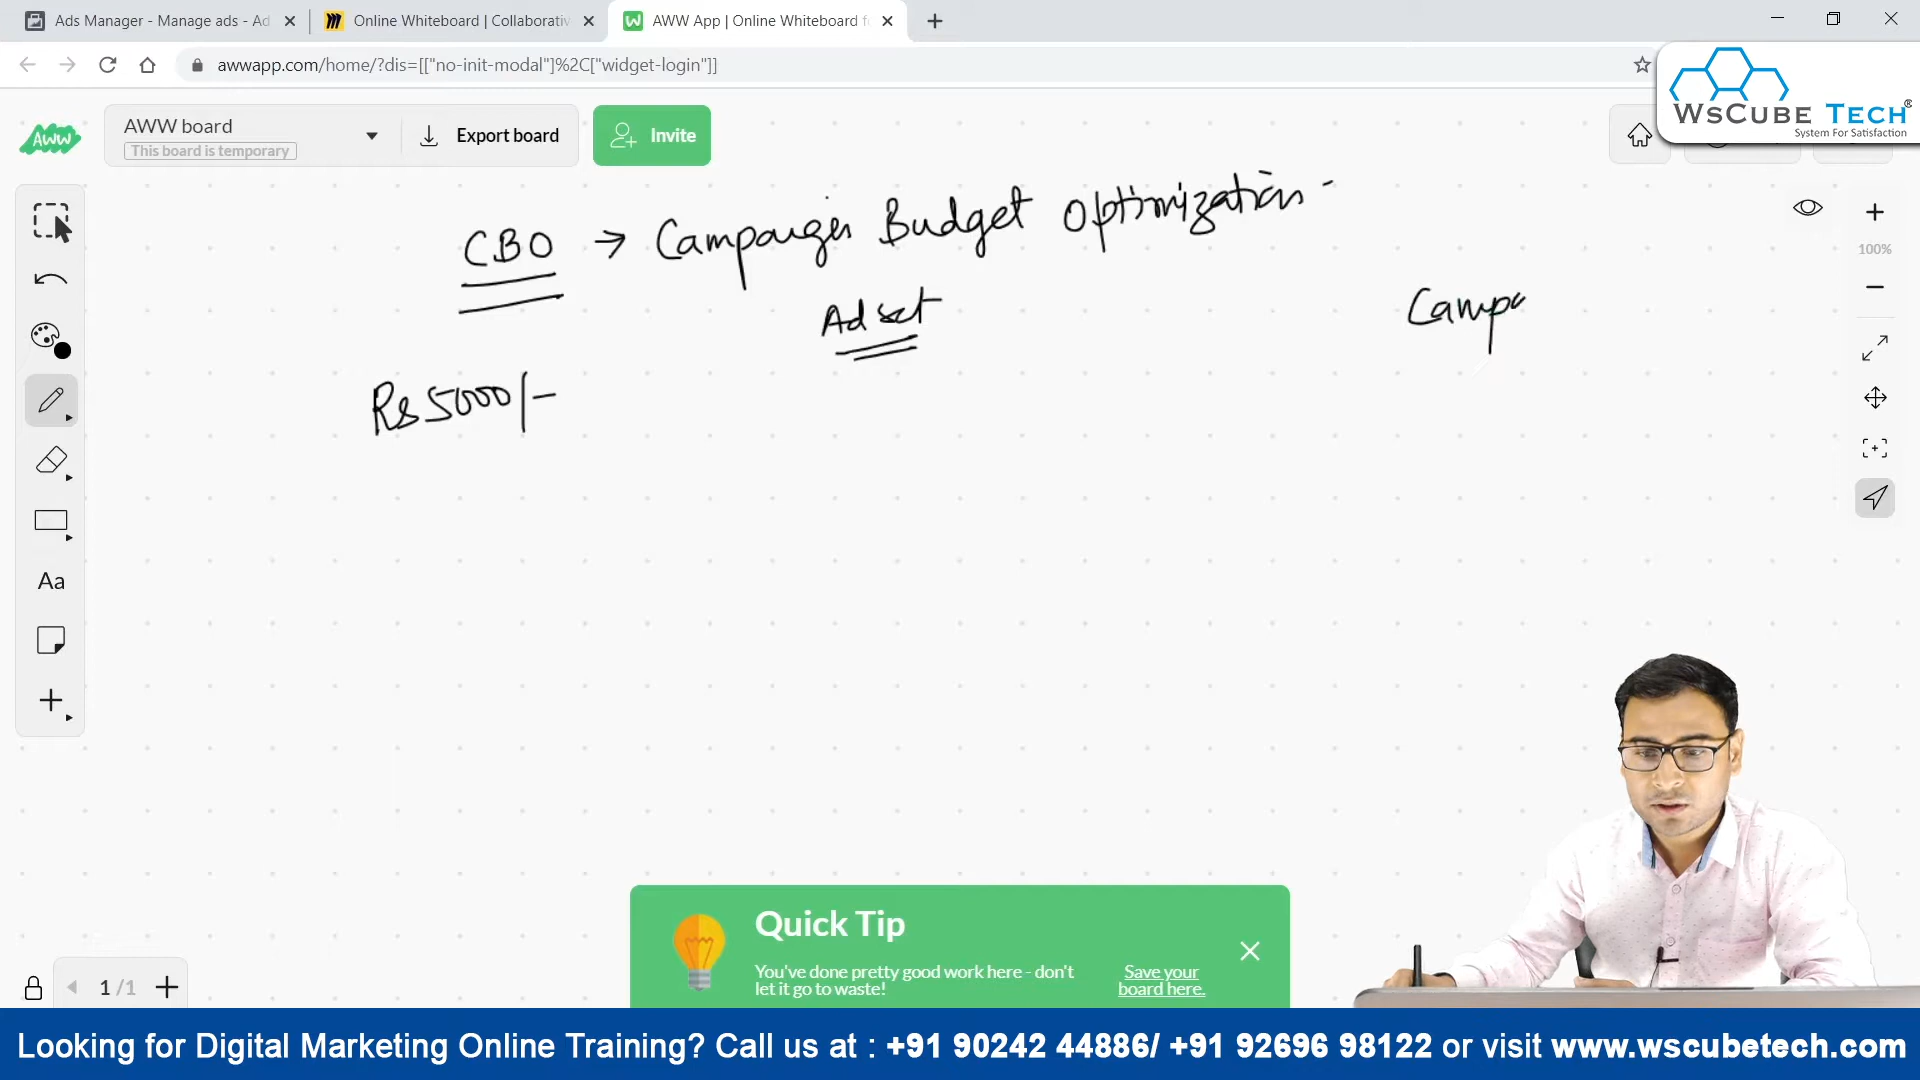 Ads Manager - Manage ads - Ad
Online Whiteboard | Collaborativ
AWW App | Online Whiteboard f
awwapp.com/home/?dis=[["no-init-modal"]%2C["widget-login"]]
WsCube Tech®
System For Satisfaction
AWW
AWW board
This board is temporary
Export board
Invite
CBO → Campaign Budget Optimization -
100%
Ad set
Campa
Rs 5000/-
Aa
Quick Tip
You've done pretty good work here - don't
let it go to waste!
Save your
board here.
1 /1
Looking for Digital Marketing Online Training? Call us at : +91 90242 44886/ +91 92696 98122 or visit www.wscubetech.com